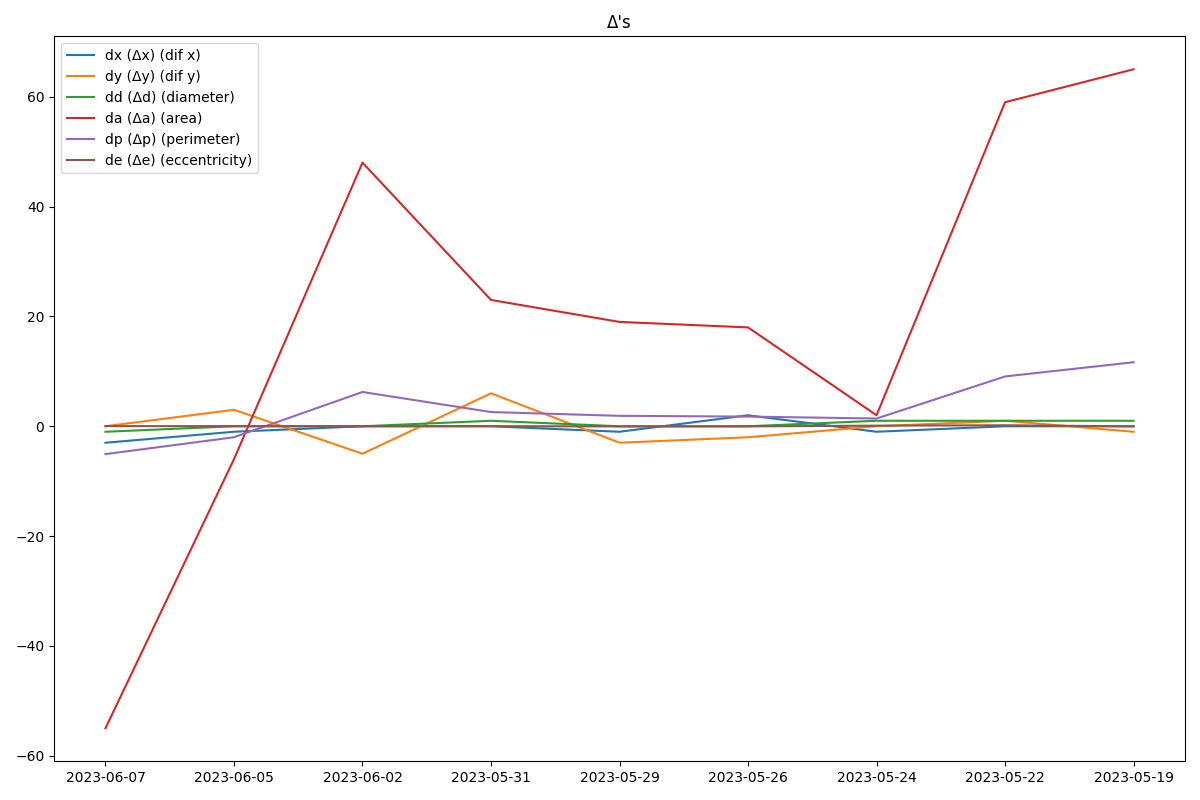 Δ's
dx (Δx) (dif x)
dy (Δy) (dif y)
dd (Δd) (diameter)
da (Δa) (area)
dp (Δp) (perimeter)
de (Δe) (eccentricity)
60
40
20
0
−20
−40
−60
2023-06-07 2023-06-05 2023-06-02 2023-05-31 2023-05-29 2023-05-26 2023-05-24 2023-05-22 2023-05-19